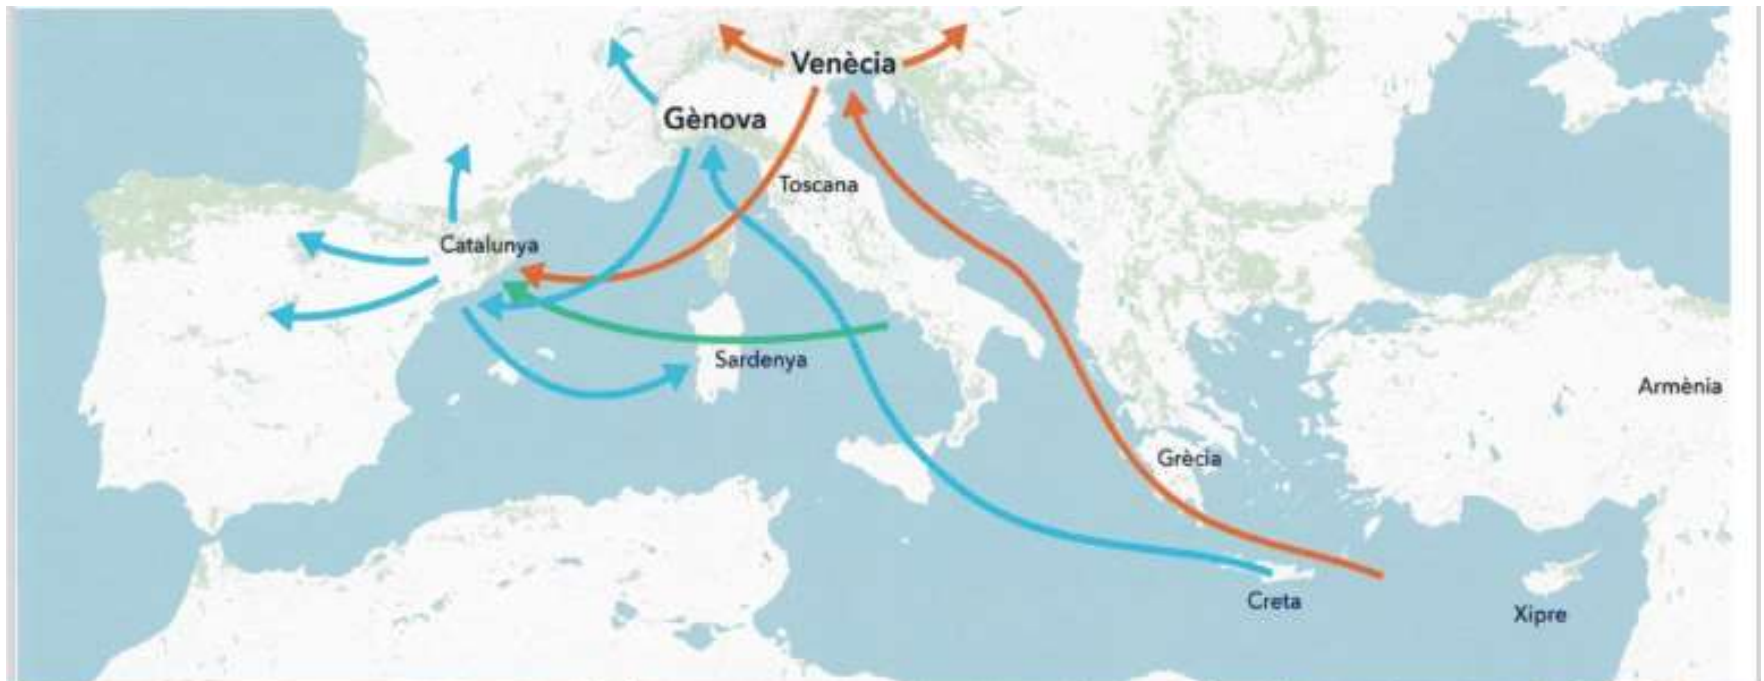 Venècia
Gènova
Toscana
Catalunya
Sardenya
Armènia
Grècia
Creta
Xipre